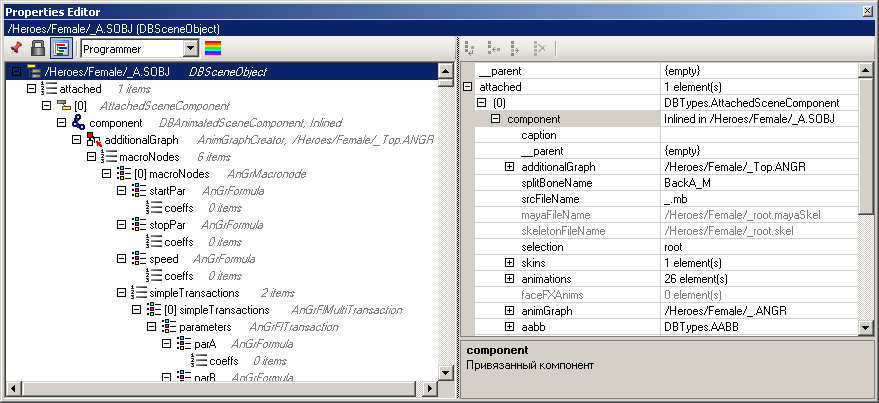 Properties Editor
/Heroes/Female/_A.SOBJ (DBSceneObject)
Programmer
/Heroes/Female/_A.SOBJ DBSceneObject
attached 1 items
[0] AttachedSceneComponent
component DBAnimatedSceneComponent, Inlined
additionalGraph AnimGraphCreator, /Heroes/Female/_Top.ANGR
macroNodes 6 items
[0] macroNodes AnGrMacronode
startPar AnGrFormula
coeffs 0 items
stopPar AnGrFormula
coeffs 0 items
speed AnGrFormula
coeffs 0 items
simpleTransactions 2 items
[0] simpleTransactions AnGrFlMultiTransaction
parameters AnGrFlTransaction
parA AnGrFormula
coeffs 0 items
parB AnGrFormula
__parent {empty}
attached 1 element(s)
(0) DBTypes.AttachedSceneComponent
component Inlined in /Heroes/Female/_A.SOBJ
caption
__parent {empty}
additionalGraph /Heroes/Female/_Top.ANGR
splitBoneName BackA_M
srcFileName _.mb
mayaFileName /Heroes/Female/_root.mayaSkel
skeletonFileName /Heroes/Female/_root.skel
selection root
skins 1 element(s)
animations 26 element(s)
faceFXAnims 0 element(s)
animGraph /Heroes/Female/_.ANGR
aabb DBTypes.AABB
component
Привязанный компонент